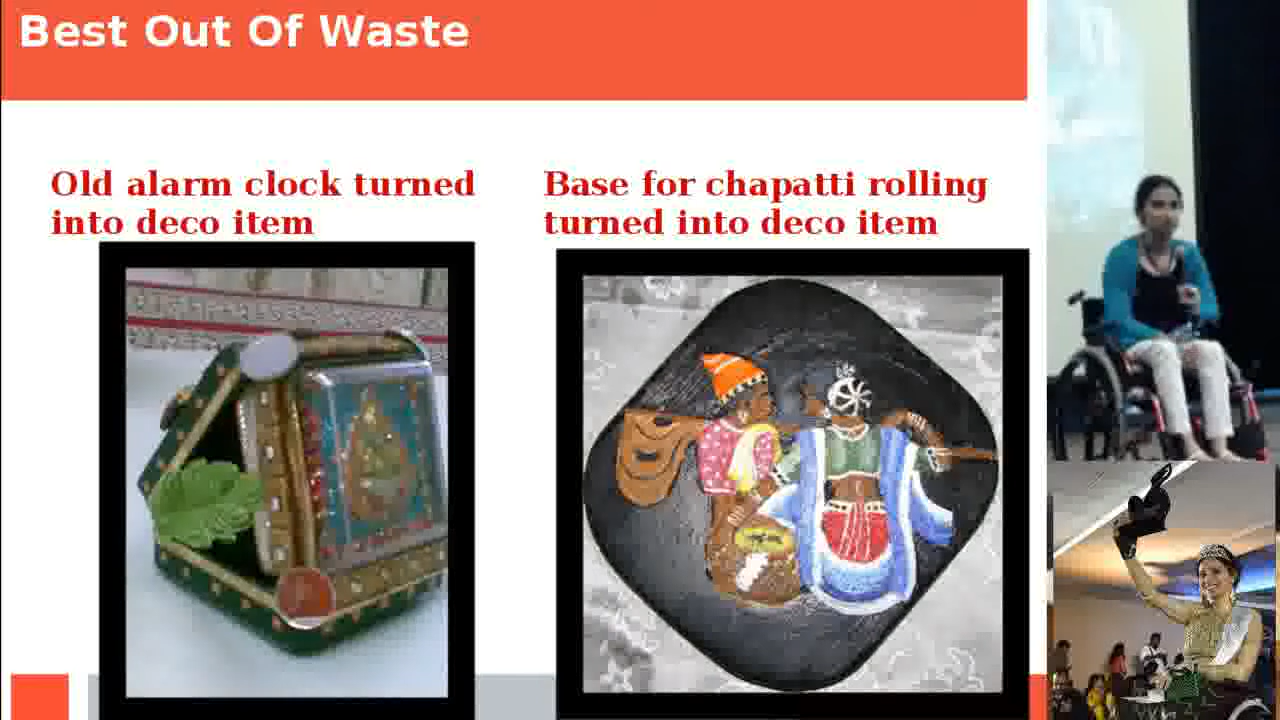 Best Out Of Waste
Old alarm clock turned
into deco item
Base for chapatti rolling
turned into deco item